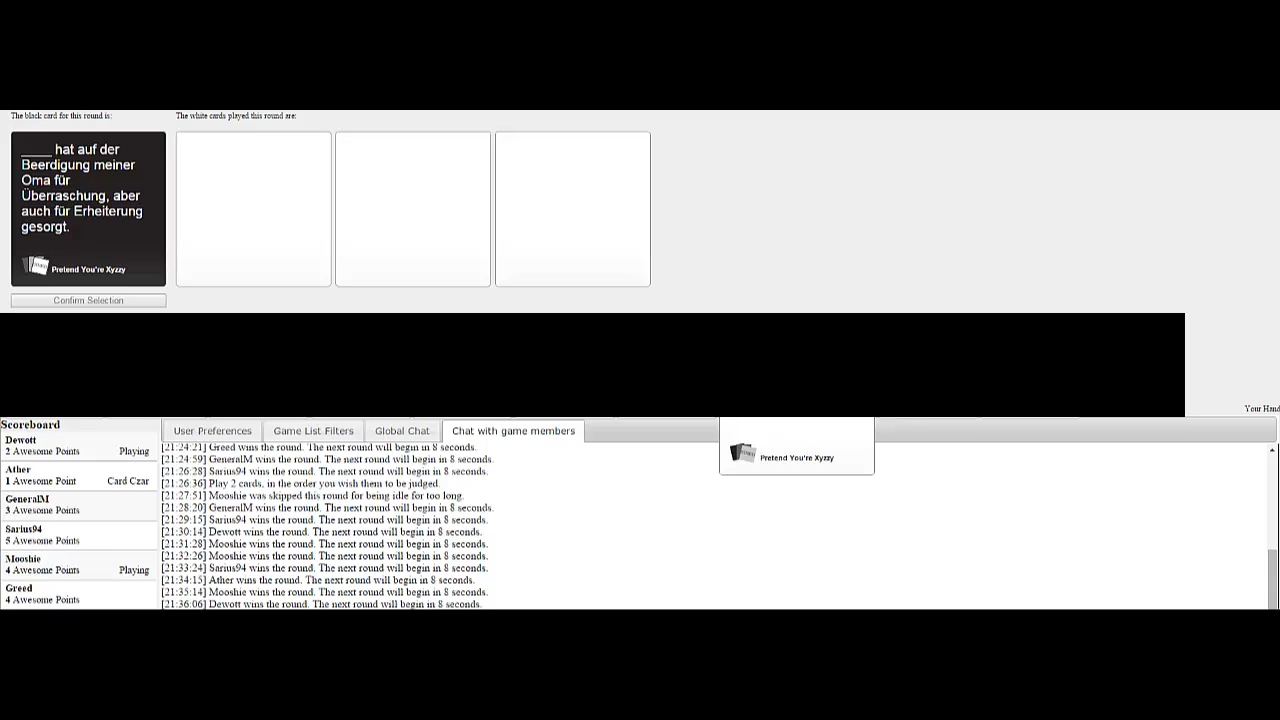 The black card for this round is:
The white cards played this round are:
____ hat auf der
Beerdigung meiner
Oma für
Überraschung, aber
auch für Erheiterung
gesorgt.
Pretend You're Xyzzy
Confirm Selection
Your Hand
Scoreboard
Dewott
2 Awesome Points Playing
Ather
1 Awesome Point Card Czar
GeneralM
3 Awesome Points
Sarius94
5 Awesome Points
Mooshie
4 Awesome Points Playing
Greed
4 Awesome Points
User Preferences Game List Filters Global Chat Chat with game members
[21:24:21] Greed wins the round. The next round will begin in 8 seconds.
[21:24:59] GeneralM wins the round. The next round will begin in 8 seconds.
[21:26:28] Sarius94 wins the round. The next round will begin in 8 seconds.
[21:26:36] Play 2 cards, in the order you wish them to be judged.
[21:27:51] Mooshie was skipped this round for being idle for too long.
[21:28:20] GeneralM wins the round. The next round will begin in 8 seconds.
[21:29:15] Sarius94 wins the round. The next round will begin in 8 seconds.
[21:30:14] Dewott wins the round. The next round will begin in 8 seconds.
[21:31:28] Mooshie wins the round. The next round will begin in 8 seconds.
[21:32:26] Mooshie wins the round. The next round will begin in 8 seconds.
[21:33:24] Sarius94 wins the round. The next round will begin in 8 seconds.
[21:34:15] Ather wins the round. The next round will begin in 8 seconds.
[21:35:14] Mooshie wins the round. The next round will begin in 8 seconds.
[21:36:06] Dewott wins the round. The next round will begin in 8 seconds.
Pretend You're Xyzzy